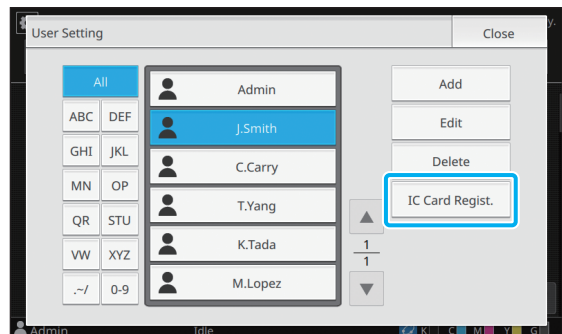 User Setting
Close
y.
All
ABC DEF
GHI JKL
MN OP
QR STU
VW XYZ
.~/ 0-9
Admin
J.Smith
C.Carry
T.Yang
K.Tada
M.Lopez
1
1
Add
Edit
Delete
IC Card Regist.
Admin Idle K C M Y G